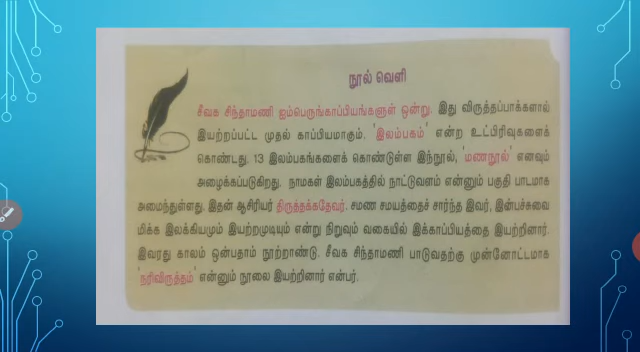 நூல் வெளி
சீவக சிந்தாமணி ஐம்பெருங்காப்பியங்களுள் ஒன்று. இது விருத்தப்பாக்களால்
இயற்றப்பட்ட முதல் காப்பியமாகும். 'இலம்பகம்' என்ற உட்பிரிவுகளைக்
கொண்டது. 13 இலம்பகங்களைக் கொண்டுள்ள இந்நூல், 'மணநூல்' எனவும்
அழைக்கப்படுகிறது. நாமகள் இலம்பகத்தில் நாட்டுவளம் என்னும் பகுதி பாடமாக
அமைந்துள்ளது. இதன் ஆசிரியர் திருத்தக்கதேவர். சமண சமயத்தைச் சார்ந்த இவர், இன்பச்சுவை
மிக்க இலக்கியமும் இயற்றமுடியும் என்று நிறுவும் வகையில் இக்காப்பியத்தை இயற்றினார்.
இவரது காலம் ஒன்பதாம் நூற்றாண்டு. சீவக சிந்தாமணி பாடுவதற்கு முன்னோட்டமாக
'நரிவிருத்தம்' என்னும் நூலை இயற்றினார் என்பர்.